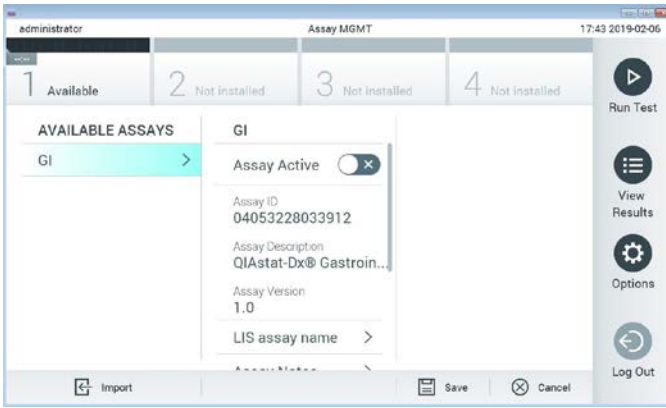 administrator Assay MGMT 17:43 2019-02-06
1 Available 2 Not installed 3 Not installed 4 Not installed
Run Test
AVAILABLE ASSAYS GI
GI Assay Active
Assay ID
04053228033912
View
Results
Assay Description
QIAstat-Dx® Gastroin...
Options
Assay Version
1.0
LIS assay name
Assay Notes
Log Out
Import Save Cancel